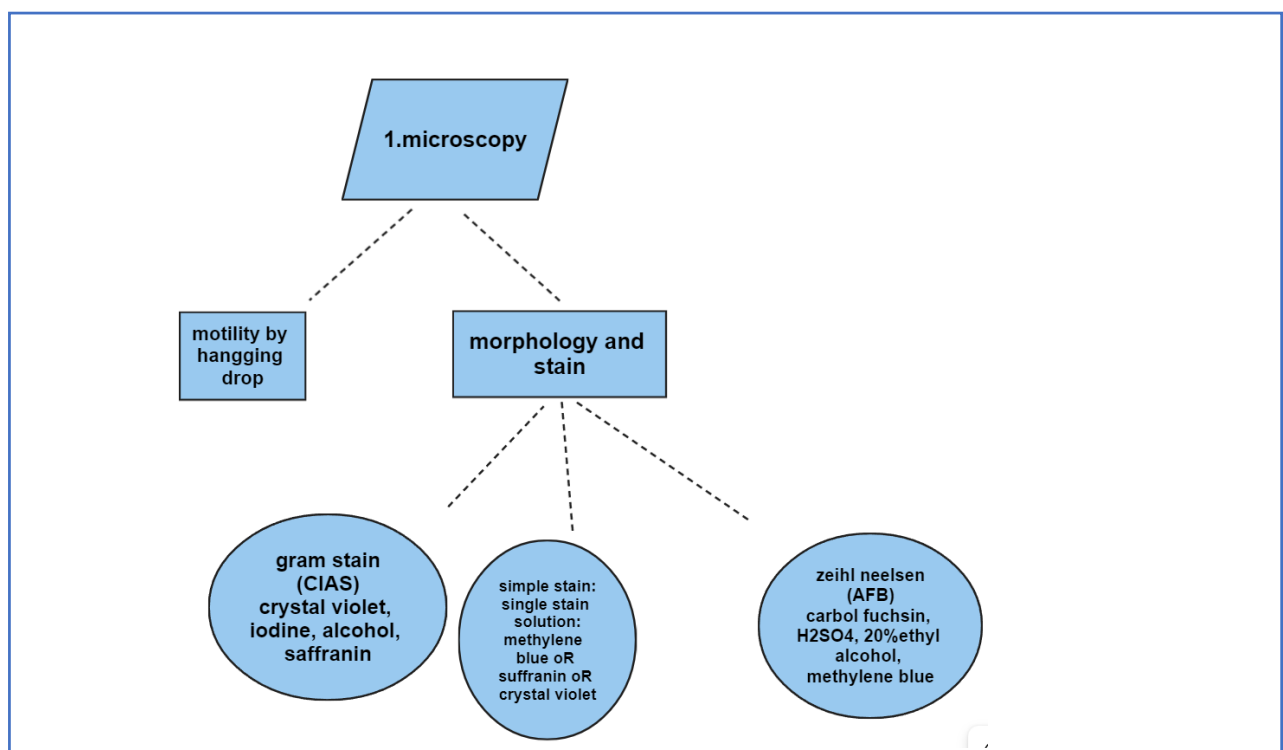 1.microscopy
motility by
hangging
drop
morphology and
stain
gram stain
(CIAS)
crystal violet,
iodine, alcohol,
saffranin
simple stain:
single stain
solution:
methylene
blue oR
suffranin oR
crystal violet
zeihl neelsen
(AFB)
carbol fuchsin,
H2SO4, 20%ethyl
alcohol,
methylene blue